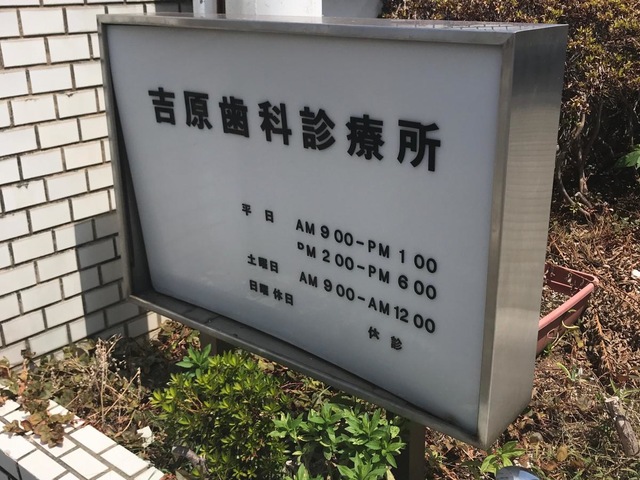 吉原歯科診療所
平日 AM 9 00-PM 1 00
PM 2 00-PM 6 00
土曜日 AM 9 00-AM 12 00
日曜休日 休診